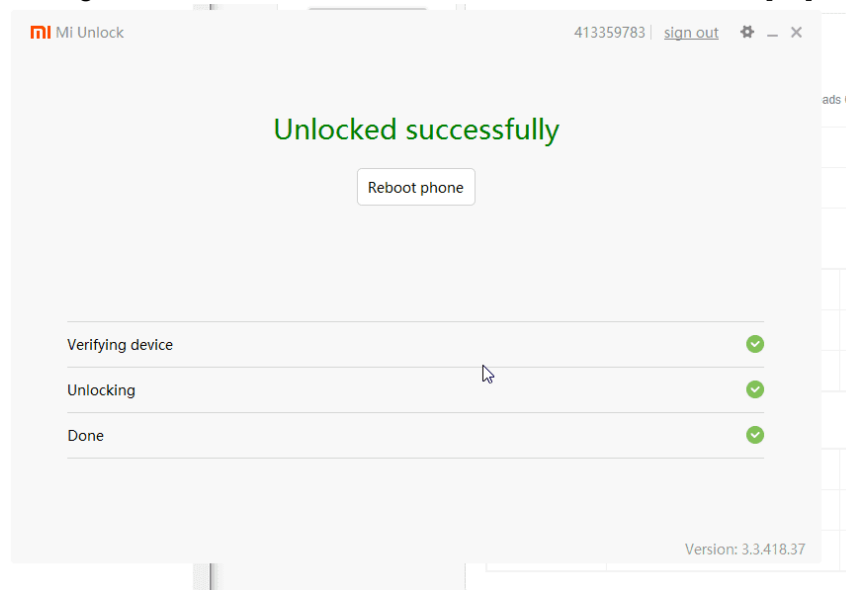 Mi Unlock
413359783 | sign out
ads
Unlocked successfully
Reboot phone
Verifying device
Unlocking
Done
Version: 3.3.418.37